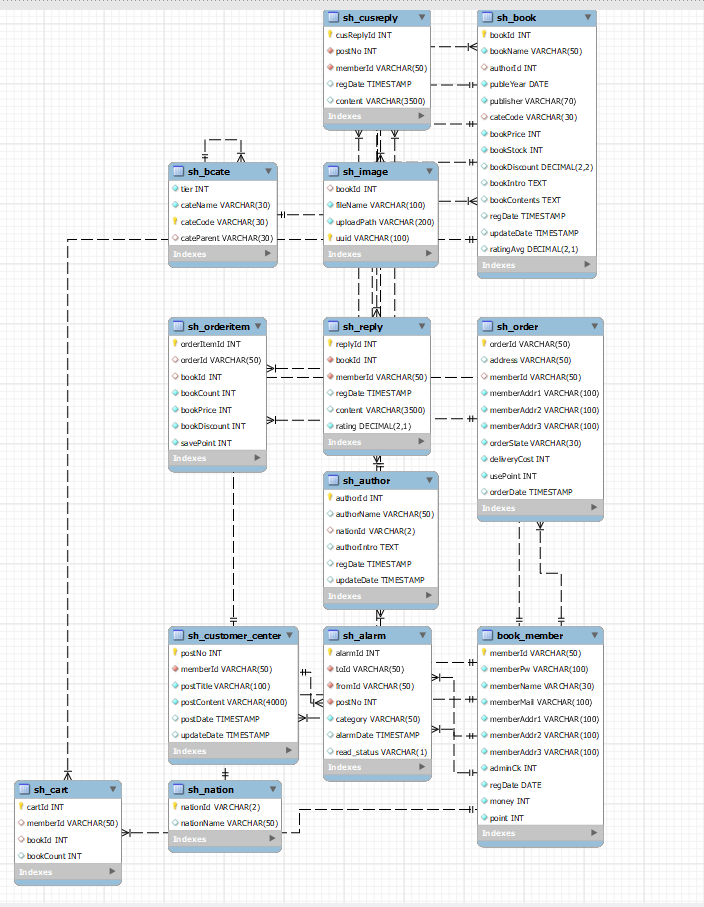 sh_cusreply
cusReplyId INT
postNo INT
memberId VARCHAR(50)
regDate TIMESTAMP
content VARCHAR(3500)
Indexes
sh_book
bookId INT
bookName VARCHAR(50)
authorId INT
publeYear DATE
publisher VARCHAR(70)
cateCode VARCHAR(30)
bookPrice INT
bookStock INT
bookDiscount DECIMAL(2,2)
bookIntro TEXT
bookContents TEXT
regDate TIMESTAMP
updateDate TIMESTAMP
ratingAvg DECIMAL(2,1)
Indexes
sh_bcate
tier INT
cateName VARCHAR(30)
cateCode VARCHAR(30)
cateParent VARCHAR(30)
Indexes
sh_image
bookId INT
fileName VARCHAR(100)
uploadPath VARCHAR(200)
uuid VARCHAR(100)
Indexes
sh_orderitem
orderItemId INT
orderId VARCHAR(50)
bookId INT
bookCount INT
bookPrice INT
bookDiscount INT
savePoint INT
Indexes
sh_reply
replyId INT
bookId INT
memberId VARCHAR(50)
regDate TIMESTAMP
content VARCHAR(3500)
rating DECIMAL(2,1)
Indexes
sh_order
orderId VARCHAR(50)
address VARCHAR(50)
memberId VARCHAR(50)
memberAddr1 VARCHAR(100)
memberAddr2 VARCHAR(100)
memberAddr3 VARCHAR(100)
orderState VARCHAR(30)
deliveryCost INT
usePoint INT
orderDate TIMESTAMP
Indexes
sh_author
authorId INT
authorName VARCHAR(50)
nationId VARCHAR(2)
authorIntro TEXT
regDate TIMESTAMP
updateDate TIMESTAMP
Indexes
sh_customer_center
postNo INT
memberId VARCHAR(50)
postTitle VARCHAR(100)
postContent VARCHAR(4000)
postDate TIMESTAMP
updateDate TIMESTAMP
Indexes
sh_alarm
alarmId INT
toId VARCHAR(50)
fromId VARCHAR(50)
postNo INT
category VARCHAR(50)
alarmDate TIMESTAMP
read_status VARCHAR(1)
Indexes
book_member
memberId VARCHAR(50)
memberPw VARCHAR(100)
memberName VARCHAR(30)
memberMail VARCHAR(100)
memberAddr1 VARCHAR(100)
memberAddr2 VARCHAR(100)
memberAddr3 VARCHAR(100)
adminCk INT
regDate DATE
money INT
point INT
Indexes
sh_cart
cartId INT
memberId VARCHAR(50)
bookId INT
bookCount INT
Indexes
sh_nation
nationId VARCHAR(2)
nationName VARCHAR(50)
Indexes